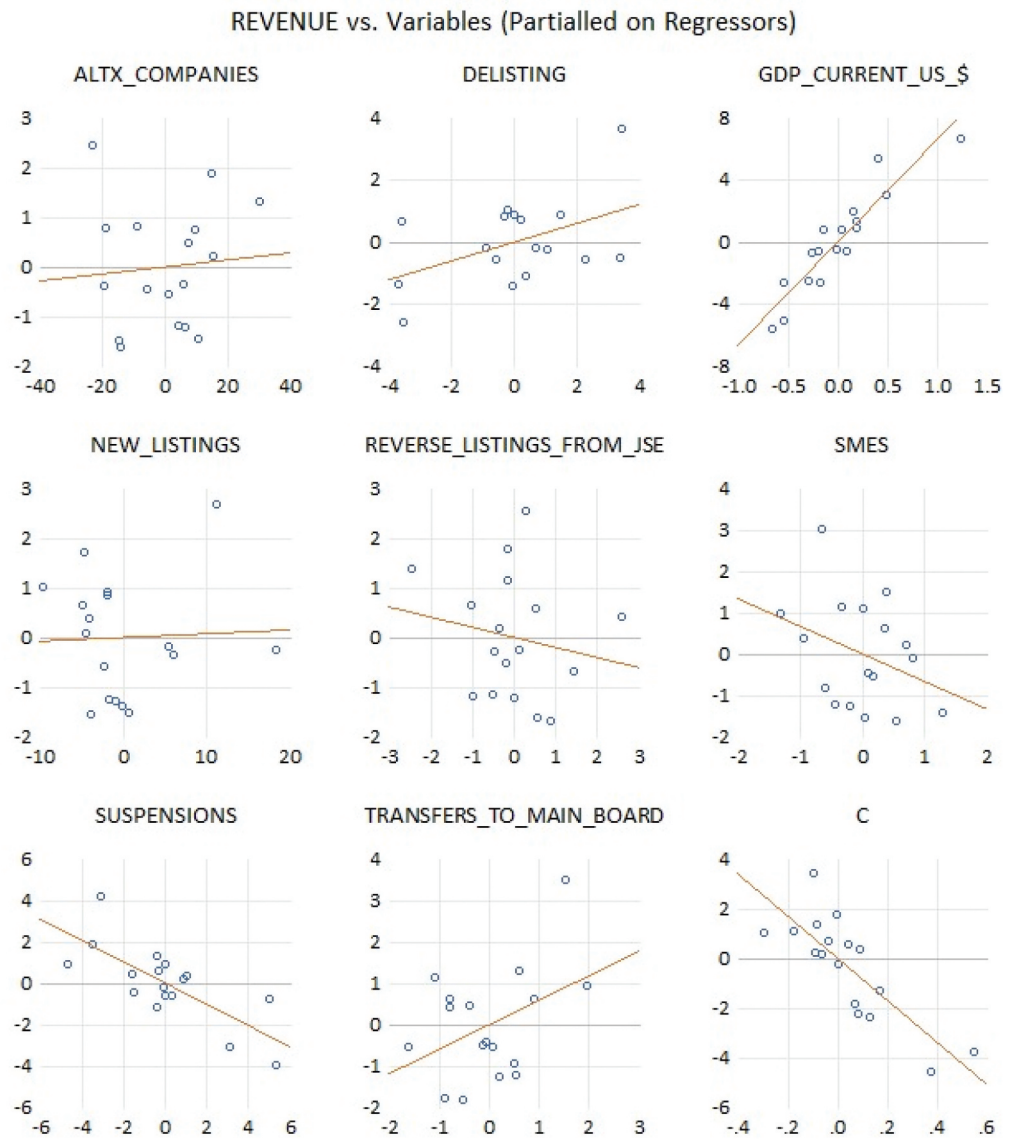 REVENUE vs. Variables (Partialled on Regressors)
ALTX_COMPANIES
3
2
1
0
-1
-2
-40 -20 0 20 40
DELISTING
4
2
0
-2
-4
-4 -2 0 2 4
GDP_CURRENT_US_$
8
4
0
-4
-8
-1.0 -0.5 0.0 0.5 1.0 1.5
NEW_LISTINGS
3
2
1
0
-1
-2
-10 0 10 20
REVERSE_LISTINGS_FROM_JSE
3
2
1
0
-1
-2
-3 -2 -1 0 1 2 3
SMES
4
3
2
1
0
-1
-2
-2 -1 0 1 2
SUSPENSIONS
6
4
2
0
-2
-4
-6
-6 -4 -2 0 2 4 6
TRANSFERS_TO_MAIN_BOARD
4
3
2
1
0
-1
-2
-2 -1 0 1 2 3
C
4
2
0
-2
-4
-6
-.4 -.2 .0 .2 .4 .6